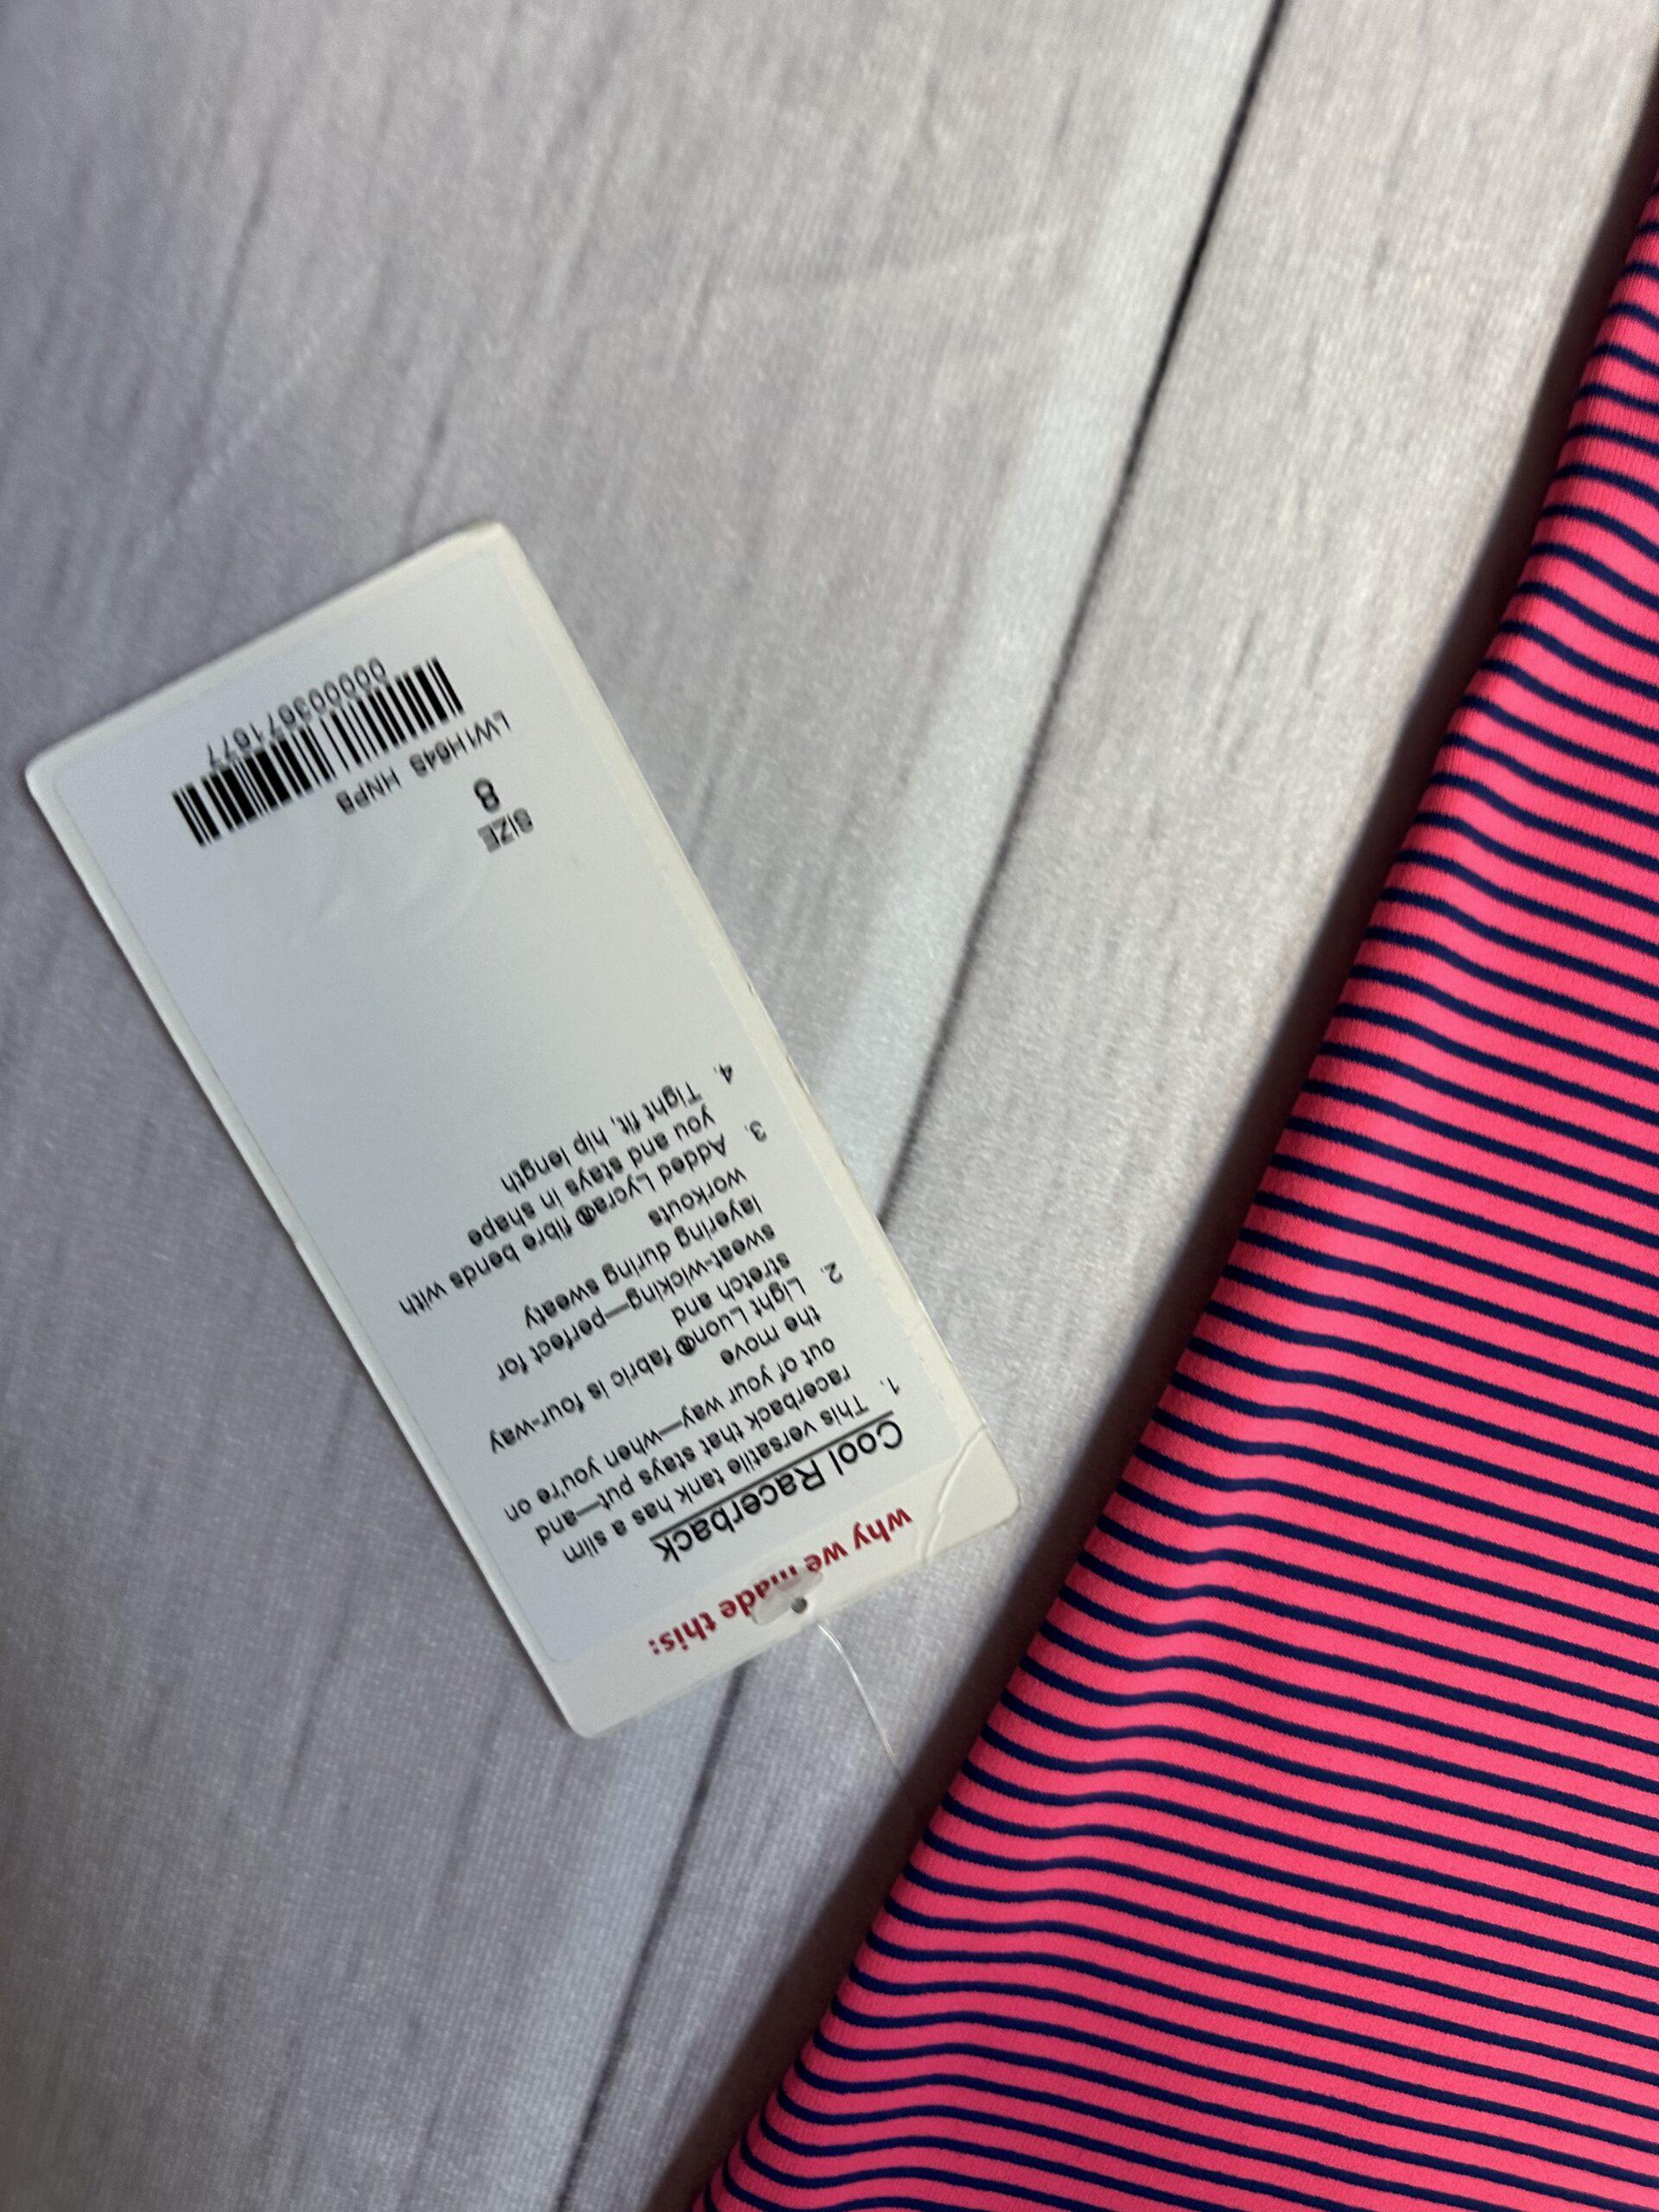 why we made this:
Cool Racerback
1. This versatile tank has a slim
racerback that stays put—and
out of your way—when you're on
the move
2. Light Luon® fabric is four-way
stretch and
sweat-wicking—perfect for
layering during sweaty
workouts
3. Added Lycra® fibre bends with
you and stays in shape
4. Tight fit, hip length
SIZE
8
LW1H64S HNPB
000003671677